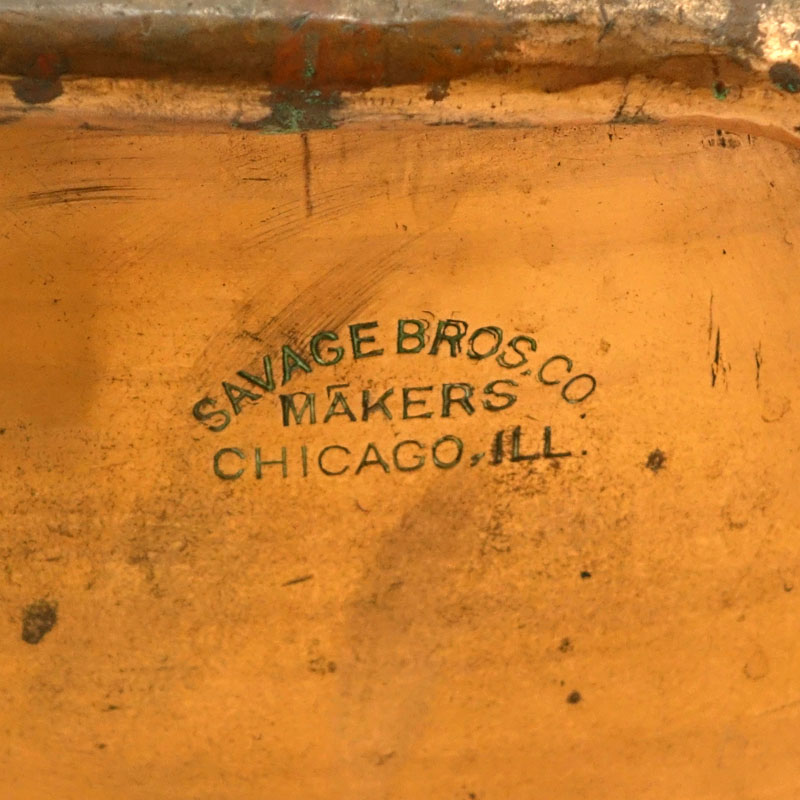 SAVAGE BROS. CO.
MAKERS
CHICAGO, ILL.